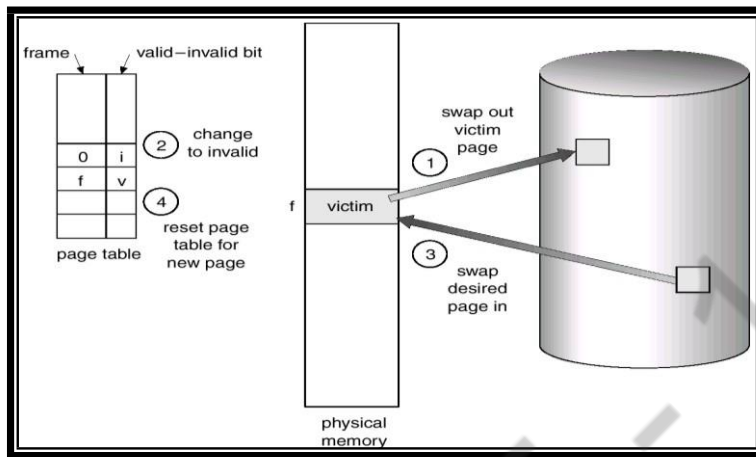 frame
valid–invalid bit
0
i
f
v
2
change
to invalid
4
reset page
table for
new page
page table
f
victim
physical
memory
1
swap out
victim
page
3
swap
desired
page in